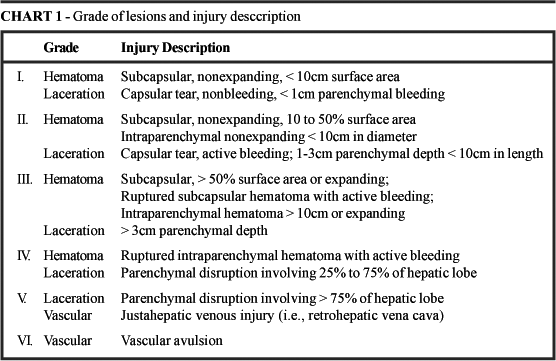 CHART 1 - Grade of lesions and injury desccription
Grade Injury Description
I. Hematoma Subcapsular, nonexpanding, < 10cm surface area
Laceration Capsular tear, nonbleeding, < 1cm parenchymal bleeding
II. Hematoma Subcapsular, nonexpanding, 10 to 50% surface area
Intraparenchymal nonexpanding < 10cm in diameter
Laceration Capsular tear, active bleeding; 1-3cm parenchymal depth < 10cm in length
III. Hematoma Subcapsular, > 50% surface area or expanding;
Ruptured subcapsular hematoma with active bleeding;
Intraparenchymal hematoma > 10cm or expanding
Laceration > 3cm parenchymal depth
IV. Hematoma Ruptured intraparenchymal hematoma with active bleeding
Laceration Parenchymal disruption involving 25% to 75% of hepatic lobe
V. Laceration Parenchymal disruption involving > 75% of hepatic lobe
Vascular Justahepatic venous injury (i.e., retrohepatic vena cava)
VI. Vascular Vascular avulsion